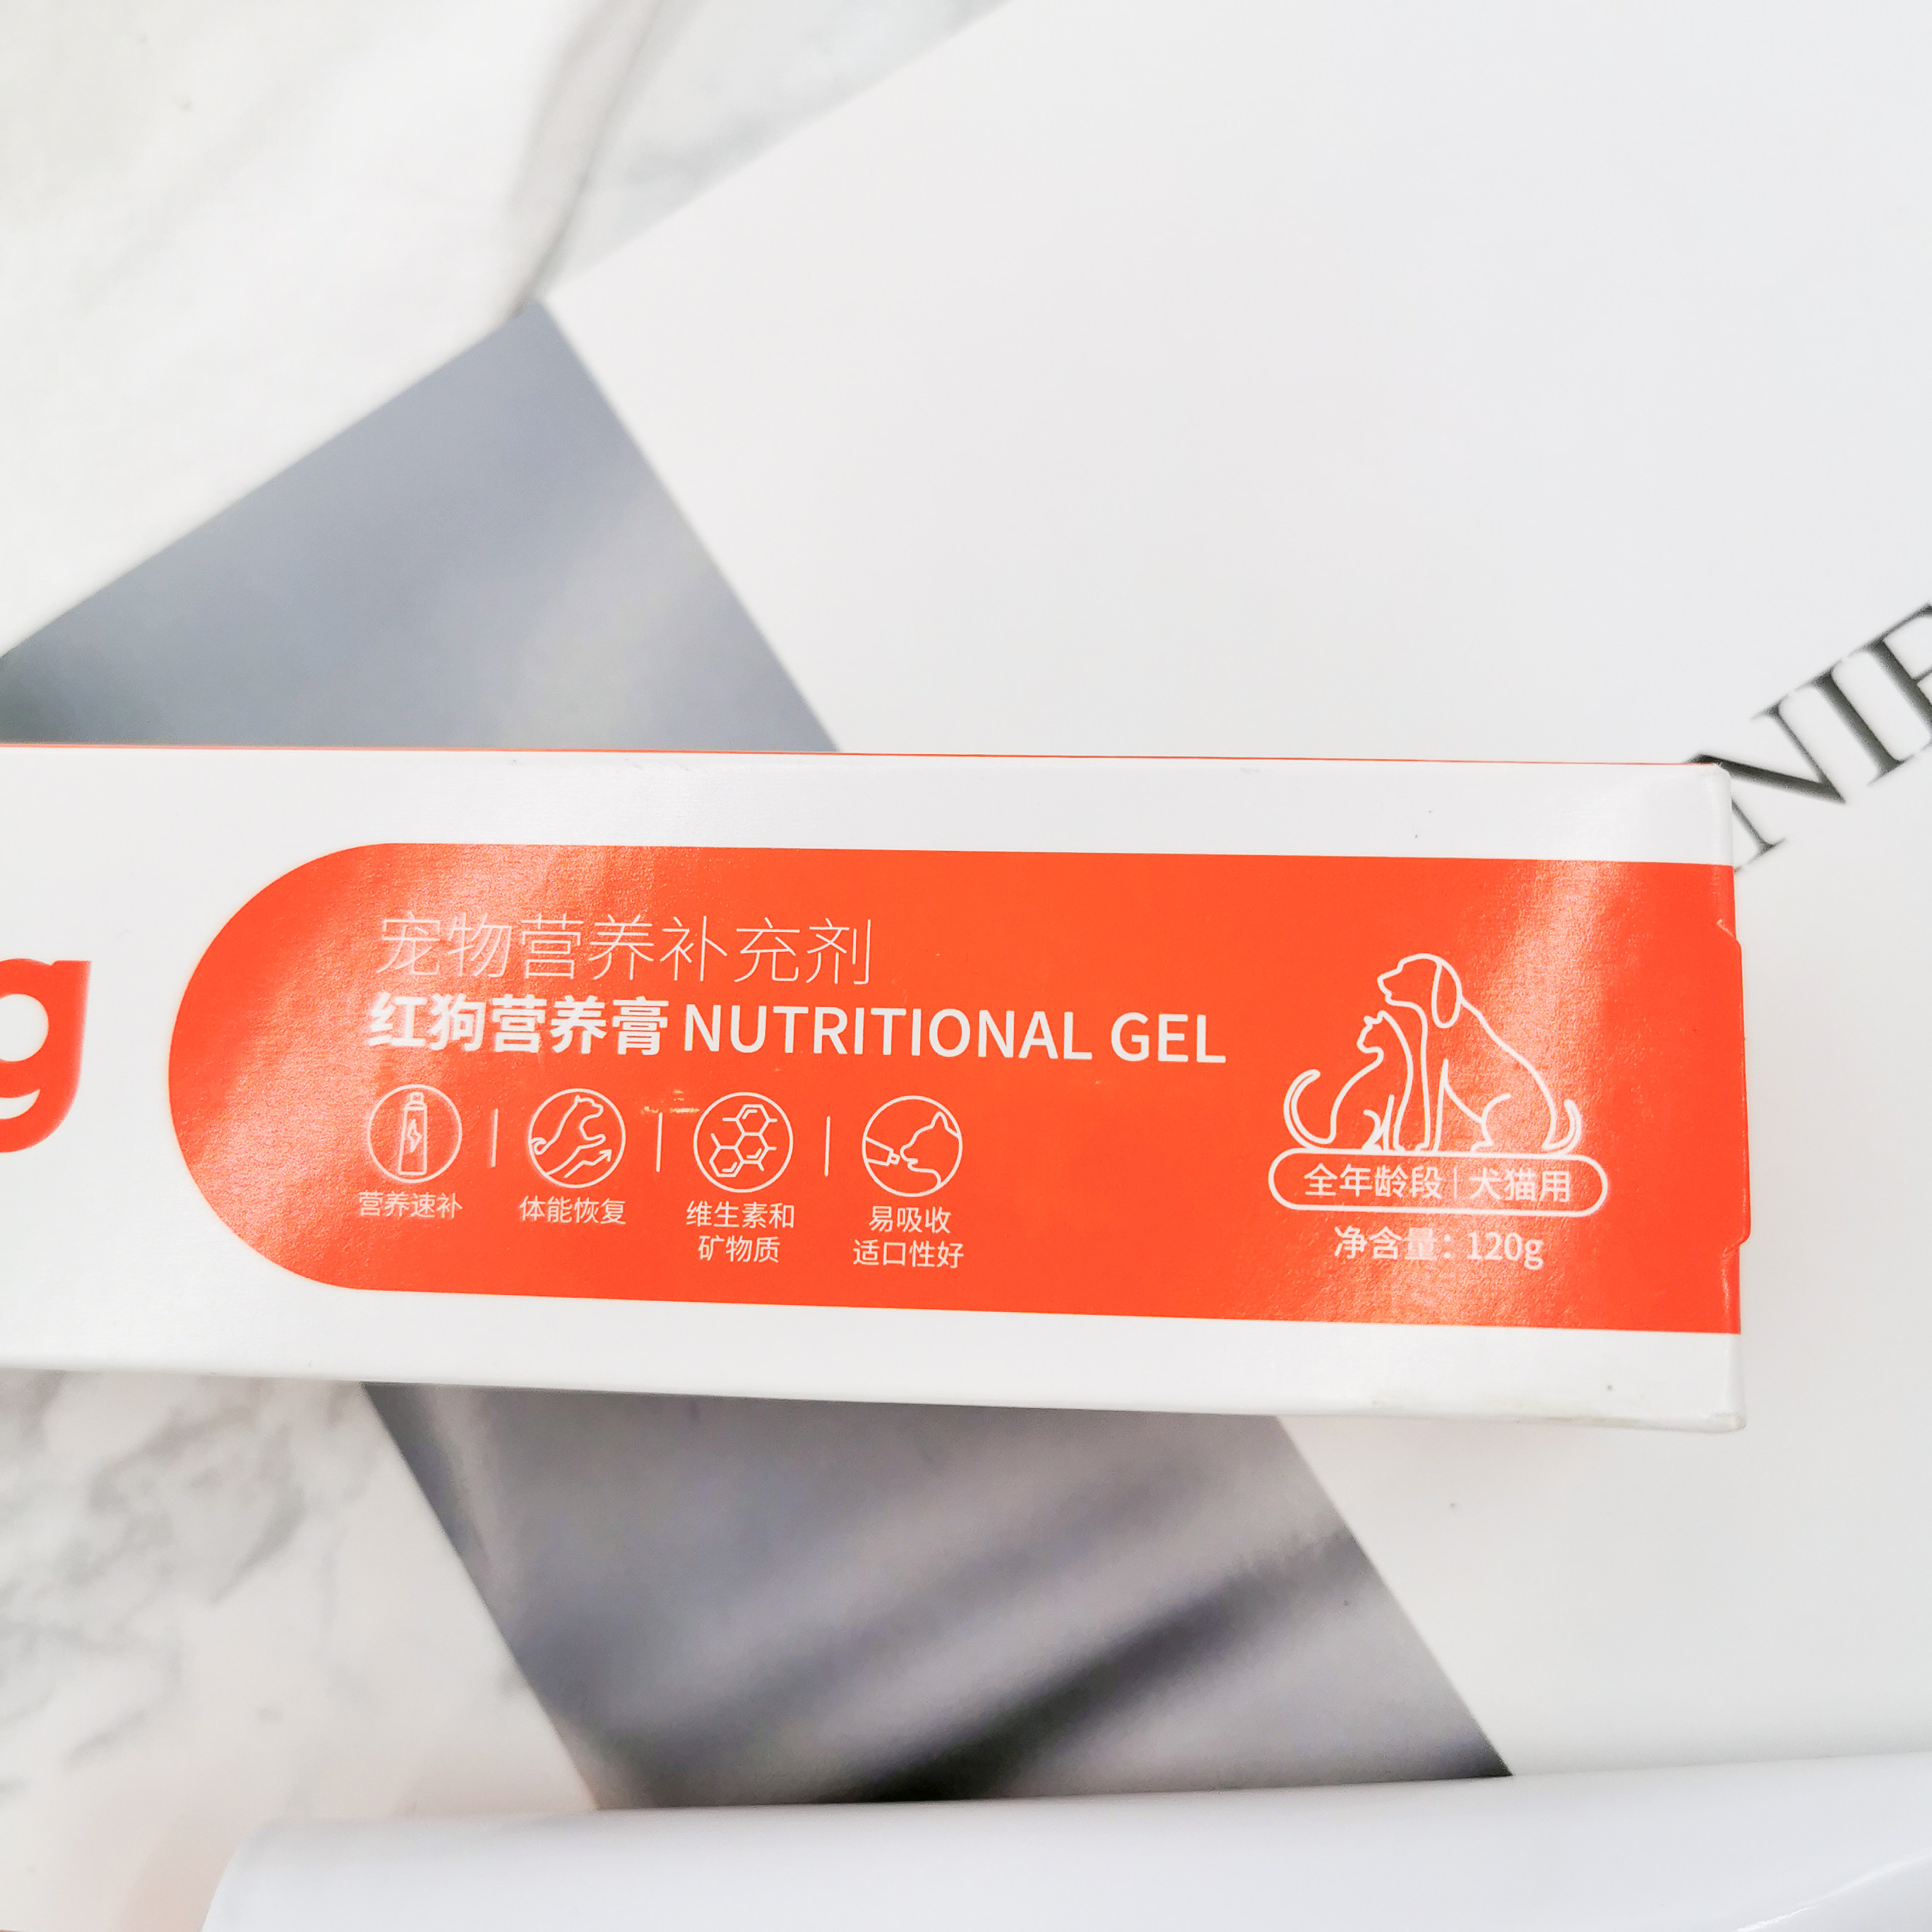 g
宠物营养补充剂
红狗营养膏 NUTRITIONAL GEL
营养速补
体能恢复
维生素和
矿物质
易吸收
适口性好
全年龄段 | 犬猫用
净含量：120g
NIE